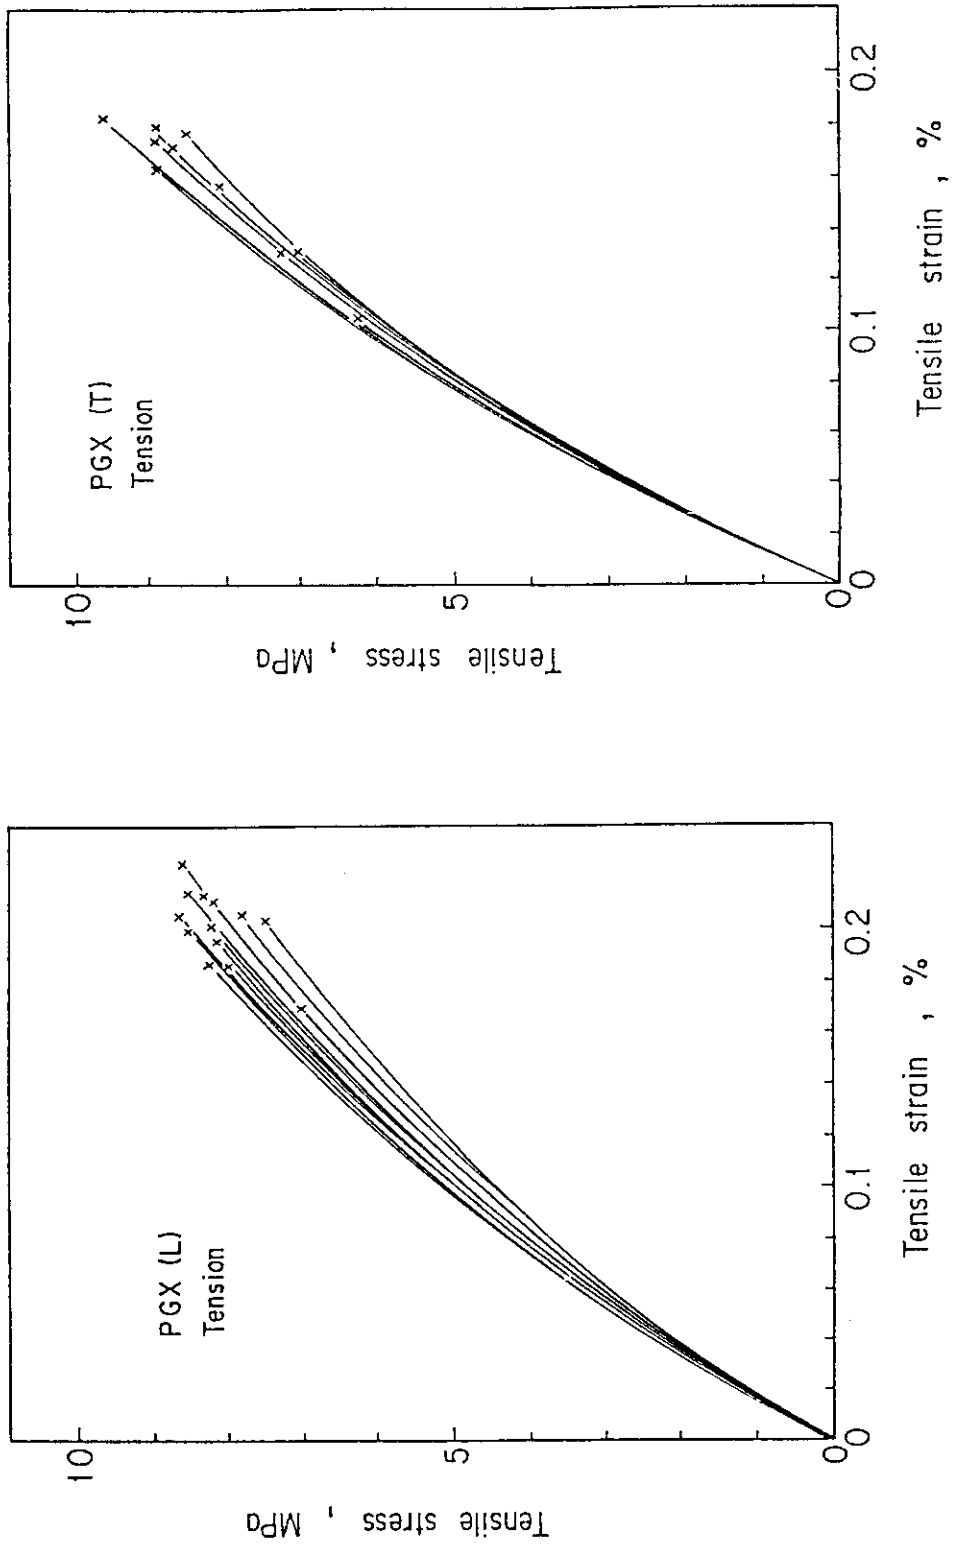 PGX (L)
Tension
10
5
0
0
0.1
0.2
Tensile stress , MPa
Tensile strain , %
PGX (T)
Tension
10
5
0
0
0.1
0.2
Tensile stress , MPa
Tensile strain , %